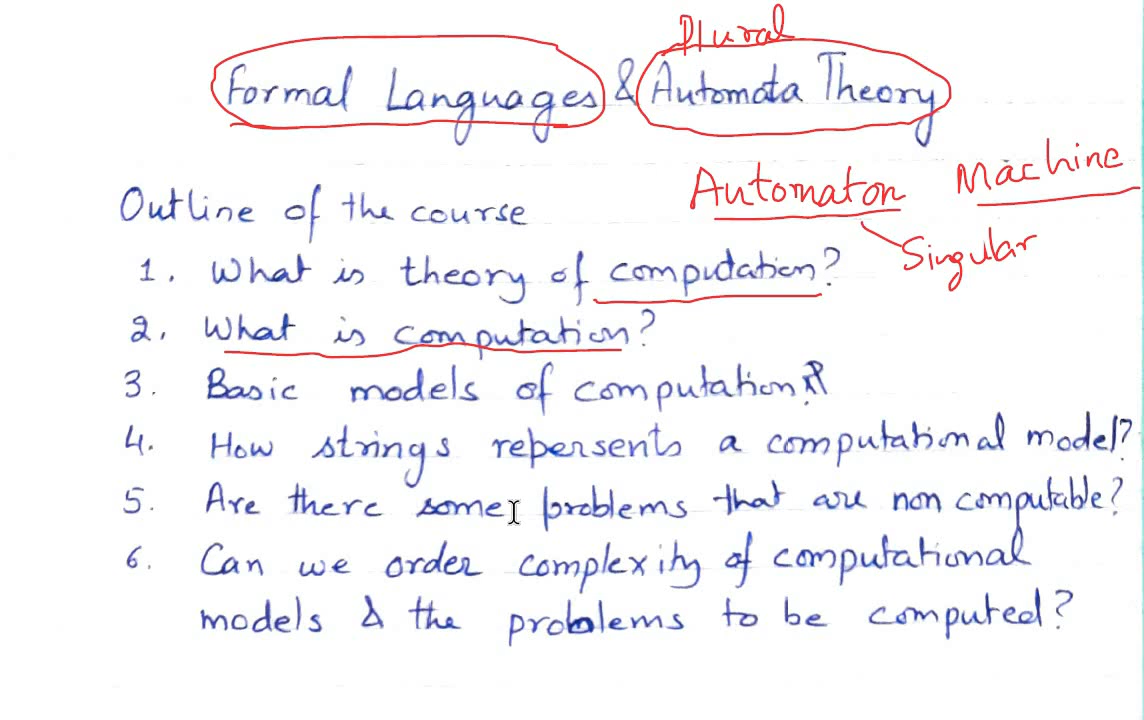 Plural
Formal Languages & Automata Theory
Automaton Machine
Outline of the course
Singular
1. What is theory of computation?
2. What is computation?
3. Basic models of computation?
4. How strings repersents a computational model?
5. Are there some problems that are non computable?
6. Can we order complexity of computational
models & the problems to be computed?